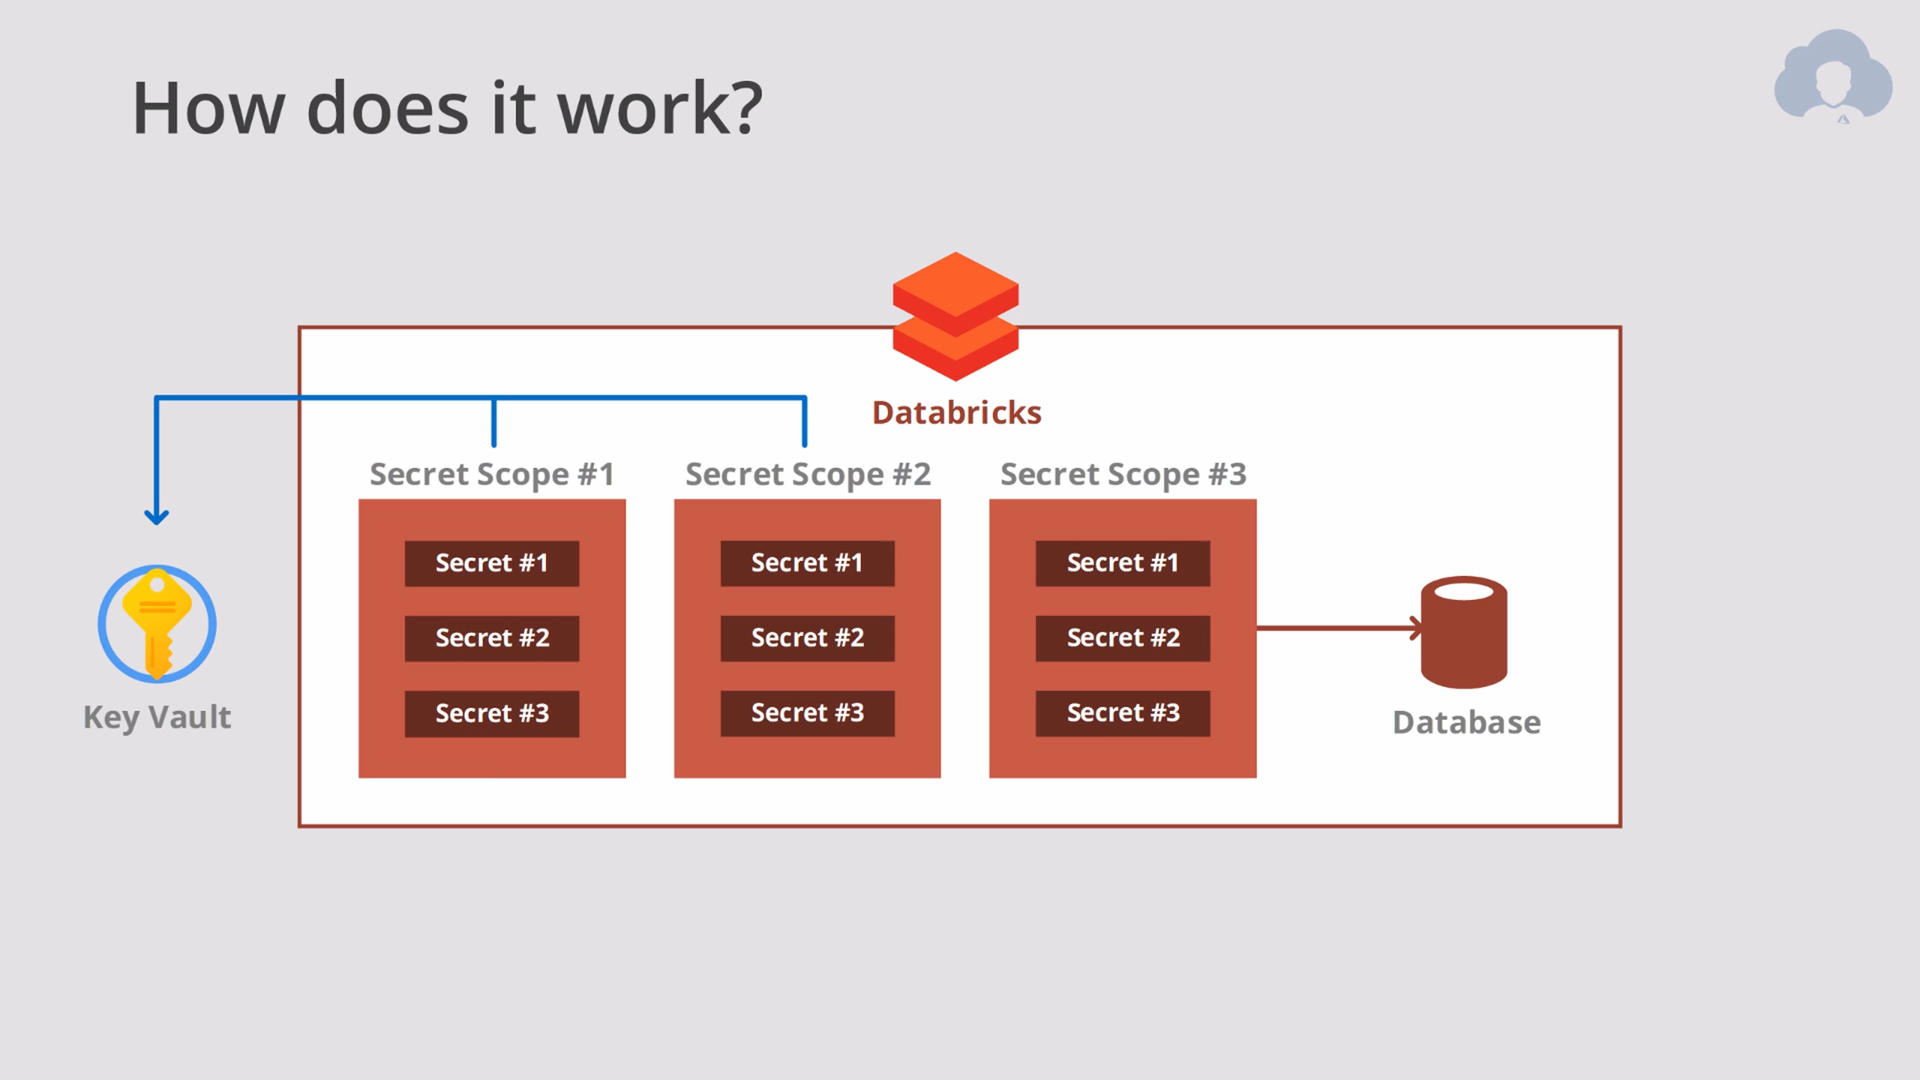 How does it work?
Databricks
Secret Scope #1
Secret #1
Secret #2
Secret #3
Secret Scope #2
Secret #1
Secret #2
Secret #3
Secret Scope #3
Secret #1
Secret #2
Secret #3
Key Vault
Database